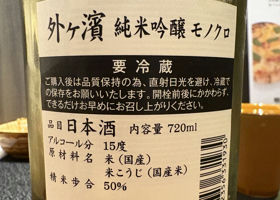 外ヶ濱 純米吟醸 モノクロ
要冷蔵
ご購入後は品質保持の為、直射日光を避け、冷蔵で
の保存をお願いいたします。開栓前後にかかわらず、
できるだけお早めにお召し上がりください。
品目 日本酒 内容量 720ml
アルコール分 15度
原材料名 米(国産)
米こうじ(国産米)
精米歩合 50%